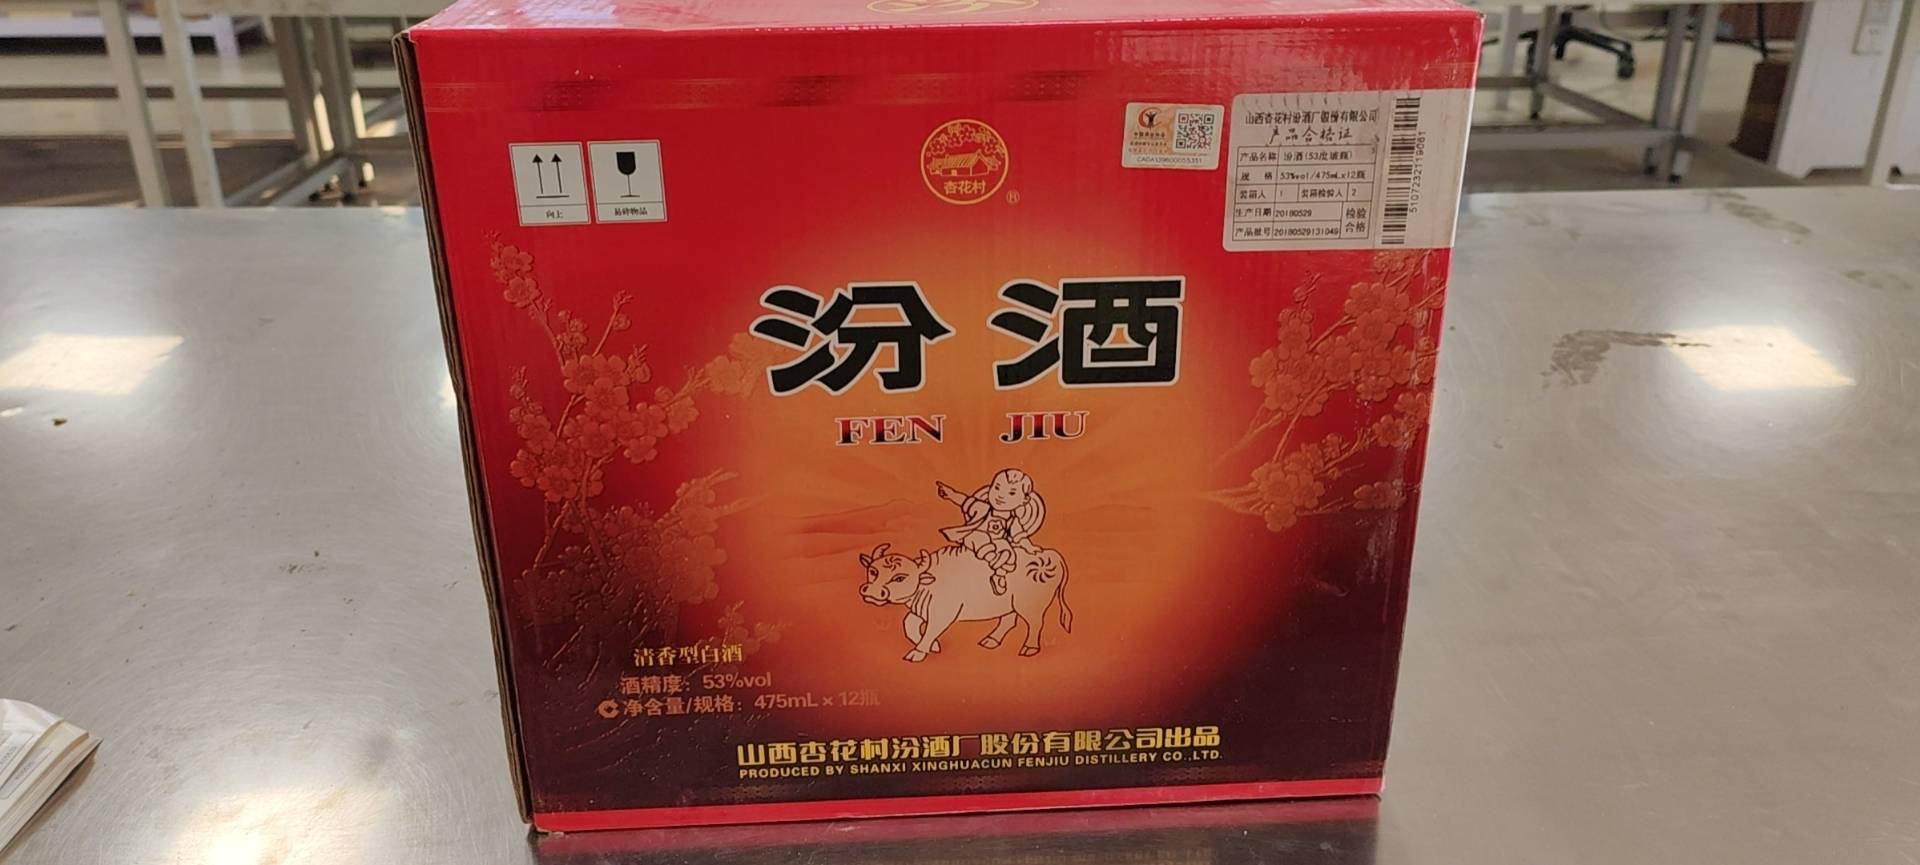 杏花村
®
向上
易碎物品
CADA1396000055351
山西杏花村汾酒厂股份有限公司
产品合格证
产品名称 汾酒(53度玻瓶)
规 格 53%vol/475mL×12瓶
装箱人 1 装箱检验人 2
生产日期 20180529
产品批号 20180529131049
检验
合格
5107232119061
汾酒
FEN JIU
清香型白酒
酒精度：53%vol
净含量/规格：475mL×12瓶
山西杏花村汾酒厂股份有限公司出品
PRODUCED BY SHANXI XINGHUACUN FENJIU DISTILLERY CO.,LTD.